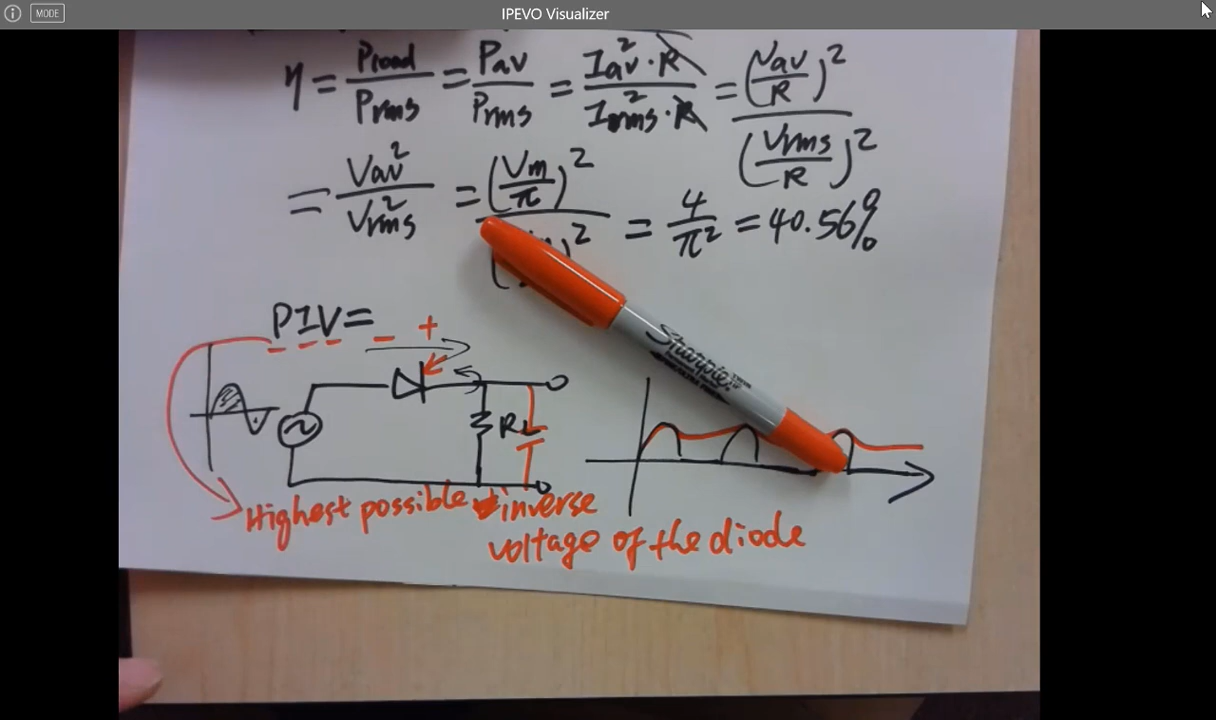 IPEVO Visualizer
MODE
η = Pload/Prms = Pav/Prms = Iav²·R/Irms²·R = (Vav/R)²/(Vrms/R)²
= Vav²/Vrms² = (Vm/π)²/( )² = 4/π² = 40.56%
PIV=
- +
RL
Sharpie
Highest possible inverse
voltage of the diode